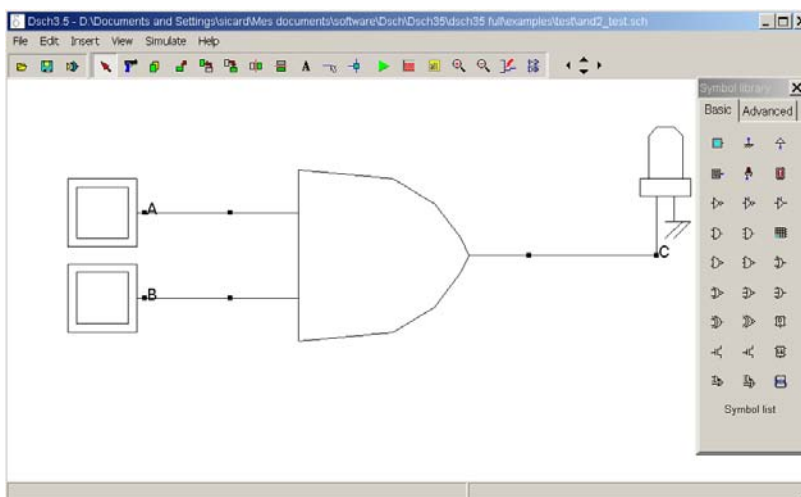 Dsch3.5 - D:\Documents and Settings\sicard\Mes documents\software\Dsch\Dsch35\dsch35 full\examples\test\and2_test.sch
File Edit Insert View Simulate Help
Symbol library
Basic Advanced
A
B
C
Symbol list